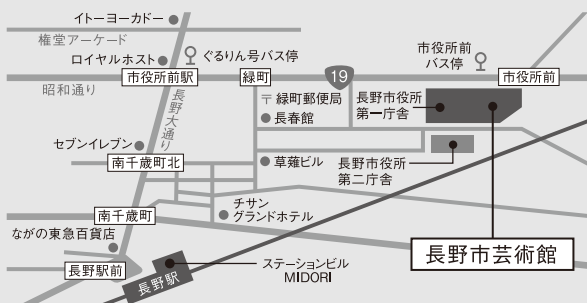 イトーヨーカドー
権堂アーケード
ロイヤルホスト
ぐるりん号バス停
市役所前
バス停
市役所前駅
緑町
19
市役所前
昭和通り
長野大通り
〒緑町郵便局
長春館
長野市役所
第一庁舎
セブンイレブン
南千歳町北
草薙ビル
長野市役所
第二庁舎
南千歳町
チサン
グランドホテル
ながの東急百貨店
長野市芸術館
長野駅前
長野駅
ステーションビル
MIDORI